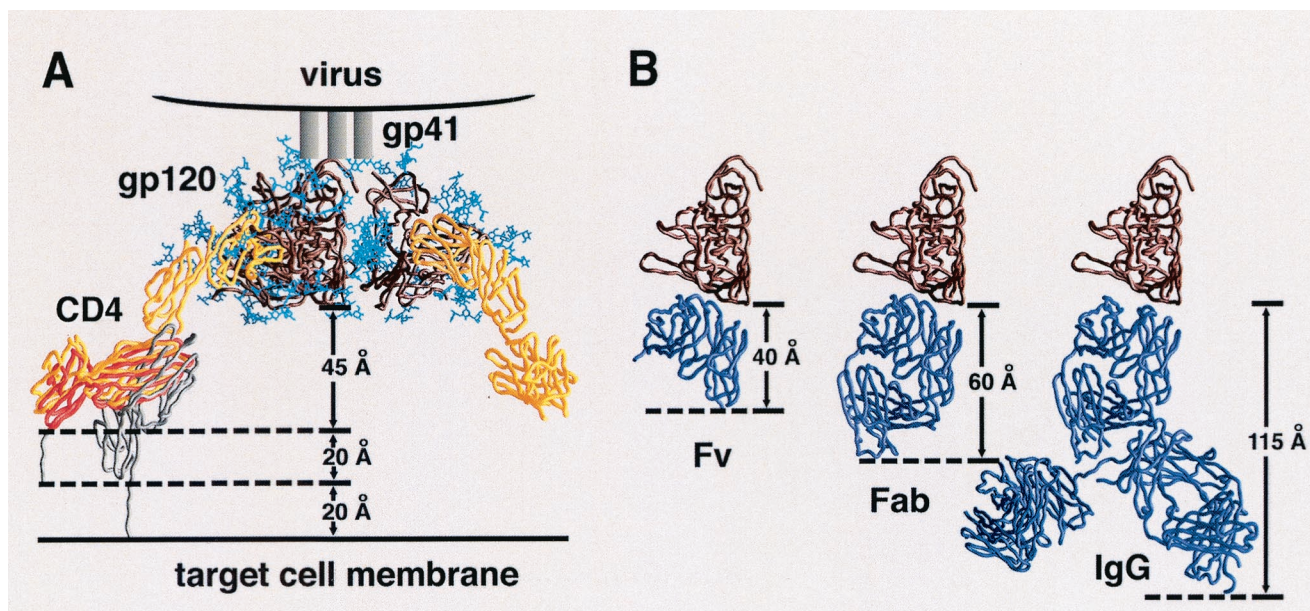 A
virus
gp41
gp120
CD4
45 Å
20 Å
20 Å
target cell membrane
B
40 Å
Fv
60 Å
Fab
115 Å
IgG